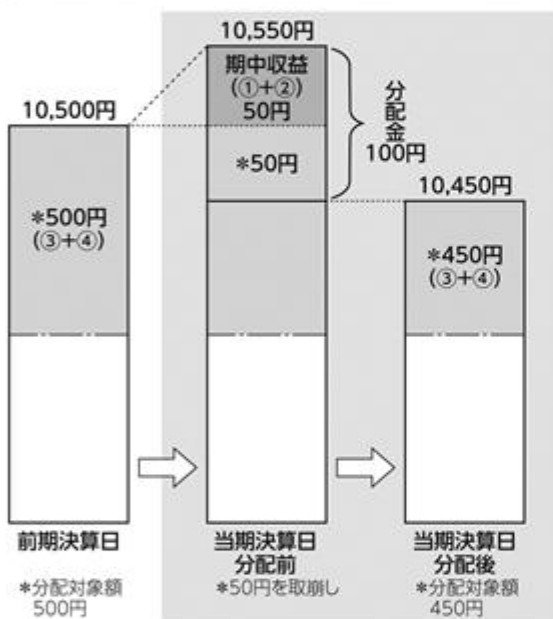 10,550円
期中収益
(①+②)
50円
分配金
100円
10,500円
*50円
10,450円
*500円
(③+④)
*450円
(③+④)
前期決算日
当期決算日
分配前
当期決算日
分配後
*分配対象額
500円
*50円を取崩し
*分配対象額
450円